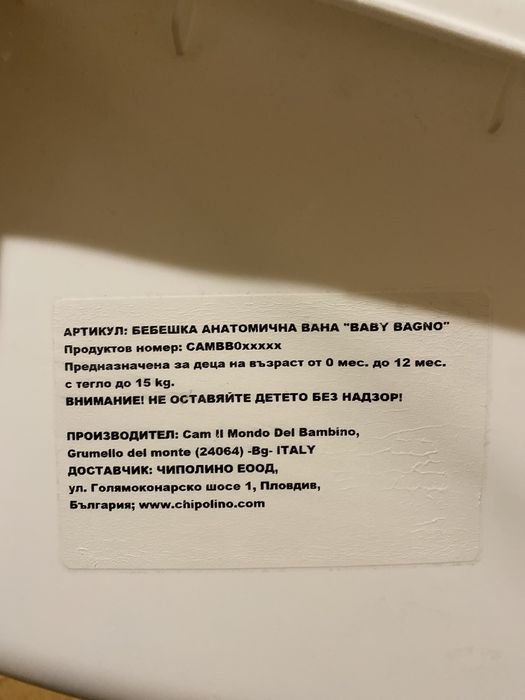 АРТИКУЛ: БЕБЕШКА АНАТОМИЧНА ВАНА "BABY BAGNO"
Продуктов номер: CAMBB0xxxxx
Предназначена за деца на възраст от 0 мес. до 12 мес.
с тегло до 15 kg.
ВНИМАНИЕ! НЕ ОСТАВЯЙТЕ ДЕТЕТО БЕЗ НАДЗОР!
ПРОИЗВОДИТЕЛ: Cam Il Mondo Del Bambino,
Grumello del monte (24064) -Bg- ITALY
ДОСТАВЧИК: ЧИПОЛИНО ЕООД,
ул. Голямоконарско шосе 1, Пловдив,
България; www.chipolino.com